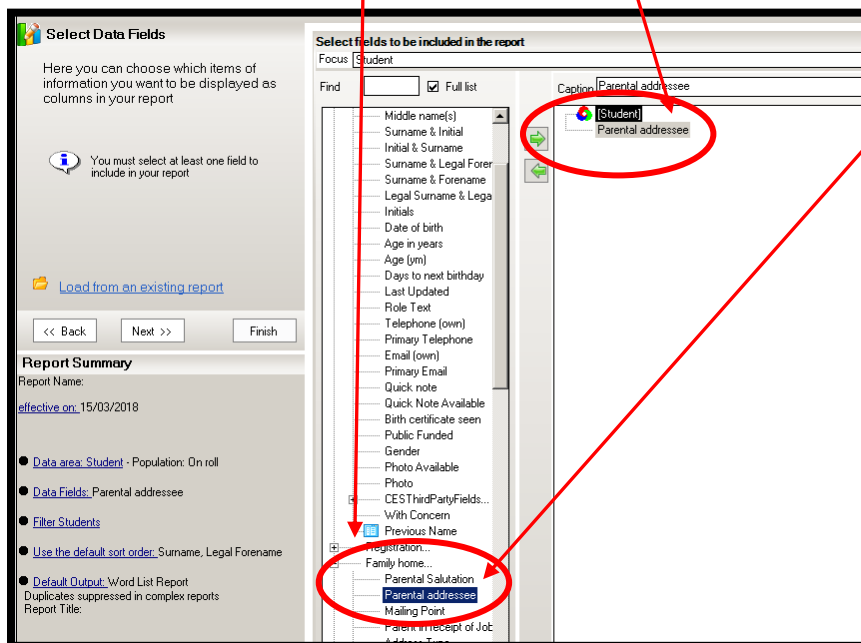 Select Data Fields
Here you can choose which items of
information you want to be displayed as
columns in your report
You must select at least one field to
include in your report
Load from an existing report
<< Back
Next >>
Finish
Report Summary
Report Name:
effective on: 15/03/2018
Data area: Student - Population: On roll
Data Fields: Parental addressee
Filter Students
Use the default sort order: Surname, Legal Forename
Default Output: Word List Report
Duplicates suppressed in complex reports
Report Title:
Select fields to be included in the report
Focus Student
Find
Full list
Middle name(s)
Surname & Initial
Initial & Surname
Surname & Legal Forer
Surname & Forename
Legal Surname & Lega
Initials
Date of birth
Age in years
Age (ym)
Days to next birthday
Last Updated
Role Text
Telephone (own)
Primary Telephone
Email (own)
Primary Email
Quick note
Quick Note Available
Birth certificate seen
Public Funded
Gender
Photo Available
Photo
CESThirdPartyFields...
With Concern
Previous Name
Registration...
Family home...
Parental Salutation
Parental addressee
Mailing Point
Parent in receipt of Job
Address Type
Caption Parental addressee
[Student]
Parental addressee